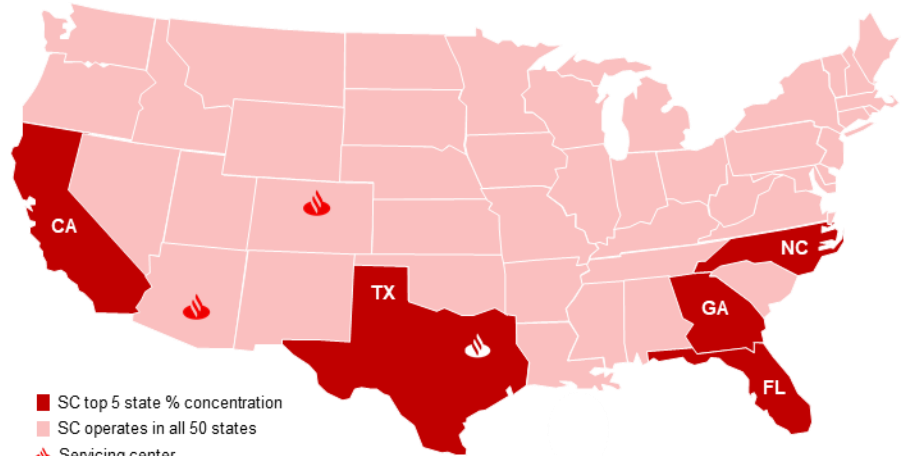 CA
NC
TX
GA
FL
SC top 5 state % concentration
SC operates in all 50 states
Servicing center